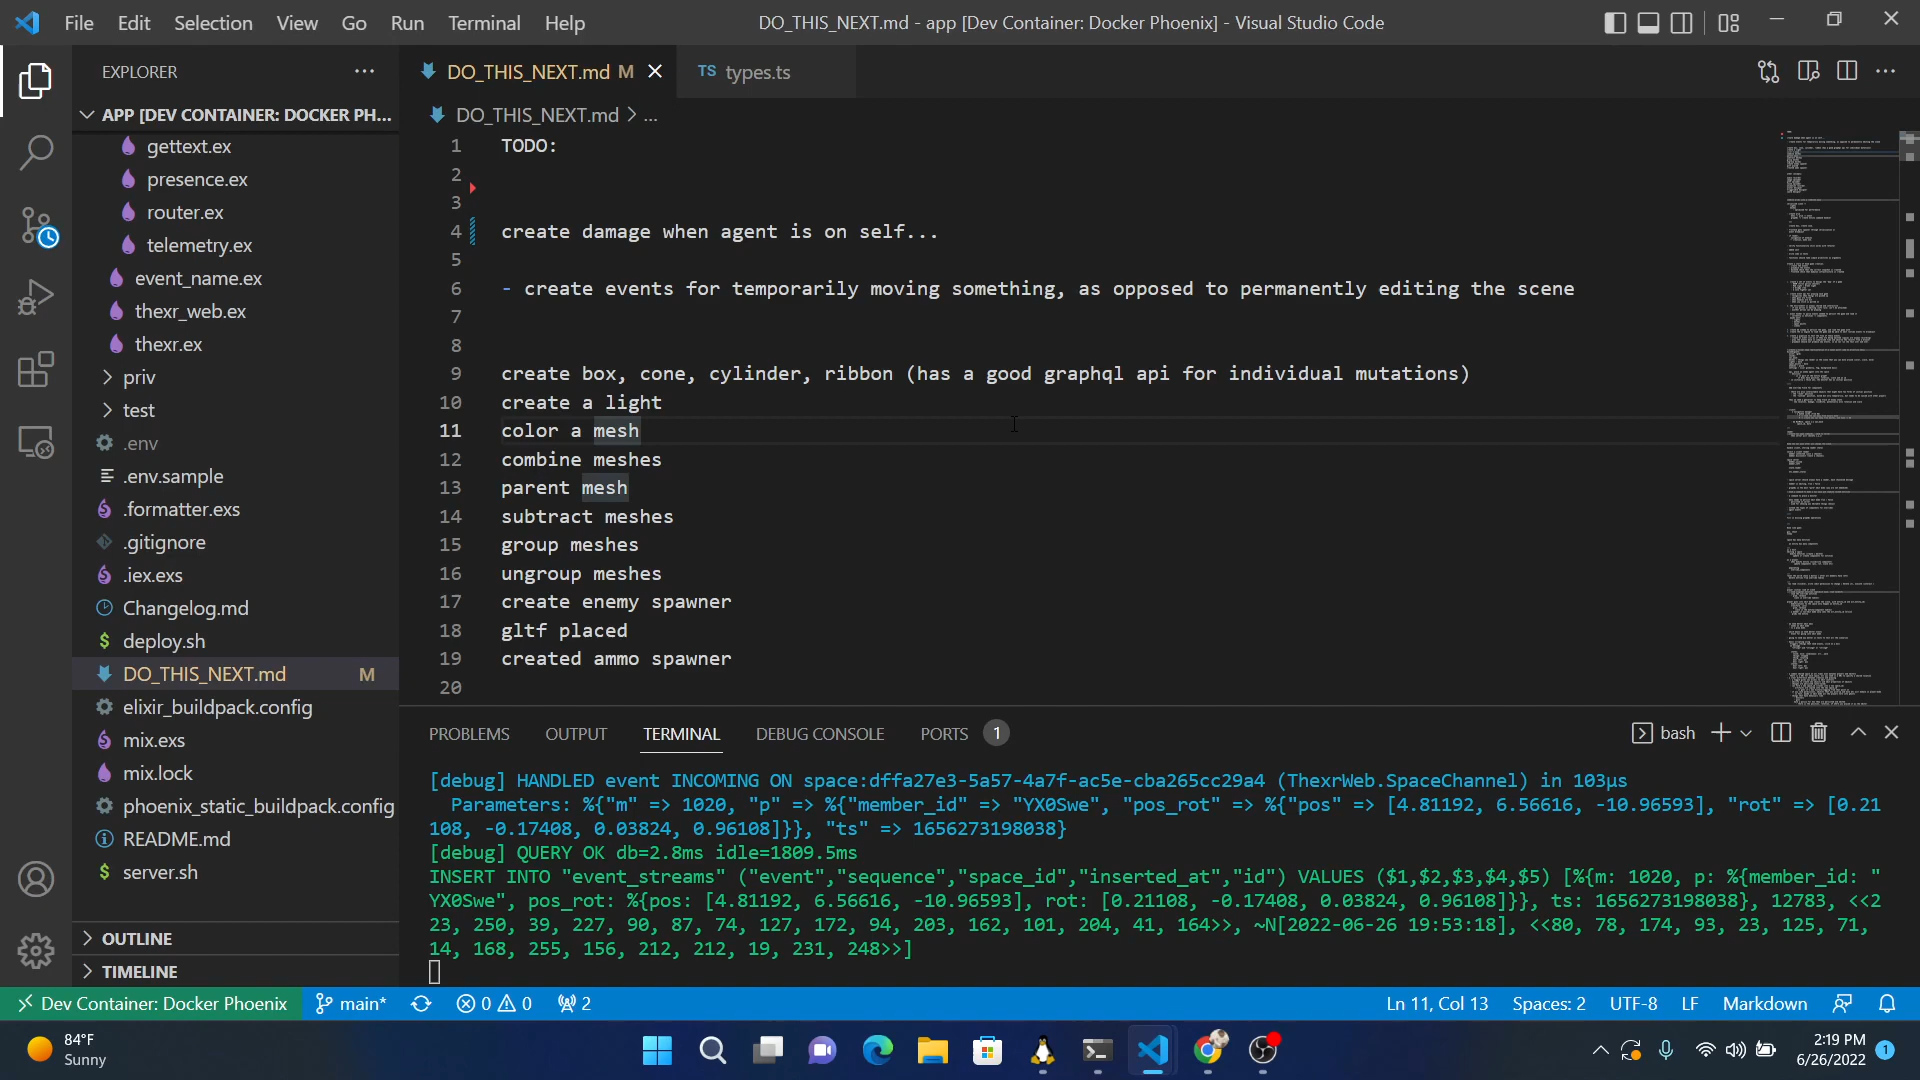 File Edit Selection View Go Run Terminal Help
DO_THIS_NEXT.md - app [Dev Container: Docker Phoenix] - Visual Studio Code
EXPLORER
APP [DEV CONTAINER: DOCKER PH...
gettext.ex
presence.ex
router.ex
telemetry.ex
event_name.ex
thexr_web.ex
thexr.ex
priv
test
.env
.env.sample
.formatter.exs
.gitignore
.iex.exs
Changelog.md
deploy.sh
DO_THIS_NEXT.md M
elixir_buildpack.config
mix.exs
mix.lock
phoenix_static_buildpack.config
README.md
server.sh
OUTLINE
TIMELINE
DO_THIS_NEXT.md M
TS types.ts
DO_THIS_NEXT.md > ...
1 TODO:
2
3
4 create damage when agent is on self...
5
6 - create events for temporarily moving something, as opposed to permanently editing the scene
7
8
9 create box, cone, cylinder, ribbon (has a good graphql api for individual mutations)
10 create a light
11 color a mesh
12 combine meshes
13 parent mesh
14 subtract meshes
15 group meshes
16 ungroup meshes
17 create enemy spawner
18 gltf placed
19 created ammo spawner
20
PROBLEMS OUTPUT TERMINAL DEBUG CONSOLE PORTS 1
bash
[debug] HANDLED event INCOMING ON space:dffa27e3-5a57-4a7f-ac5e-cba265cc29a4 (ThexrWeb.SpaceChannel) in 103µs
Parameters: %{"m" => 1020, "p" => %{"member_id" => "YX0Swe", "pos_rot" => %{"pos" => [4.81192, 6.56616, -10.96593], "rot" => [0.21
108, -0.17408, 0.03824, 0.96108]}}, "ts" => 1656273198038}
[debug] QUERY OK db=2.8ms idle=1809.5ms
INSERT INTO "event_streams" ("event","sequence","space_id","inserted_at","id") VALUES ($1,$2,$3,$4,$5) [%{m: 1020, p: %{member_id: "
YX0Swe", pos_rot: %{pos: [4.81192, 6.56616, -10.96593], rot: [0.21108, -0.17408, 0.03824, 0.96108]}}, ts: 1656273198038}, 12783, <<2
23, 250, 39, 227, 90, 87, 74, 127, 172, 94, 203, 162, 101, 204, 41, 164>>, ~N[2022-06-26 19:53:18], <<80, 78, 174, 93, 23, 125, 71,
14, 168, 255, 156, 212, 212, 19, 231, 248>>]
Dev Container: Docker Phoenix main* 0 0 2
Ln 11, Col 13 Spaces: 2 UTF-8 LF Markdown
84°F
Sunny
2:19 PM
6/26/2022
1